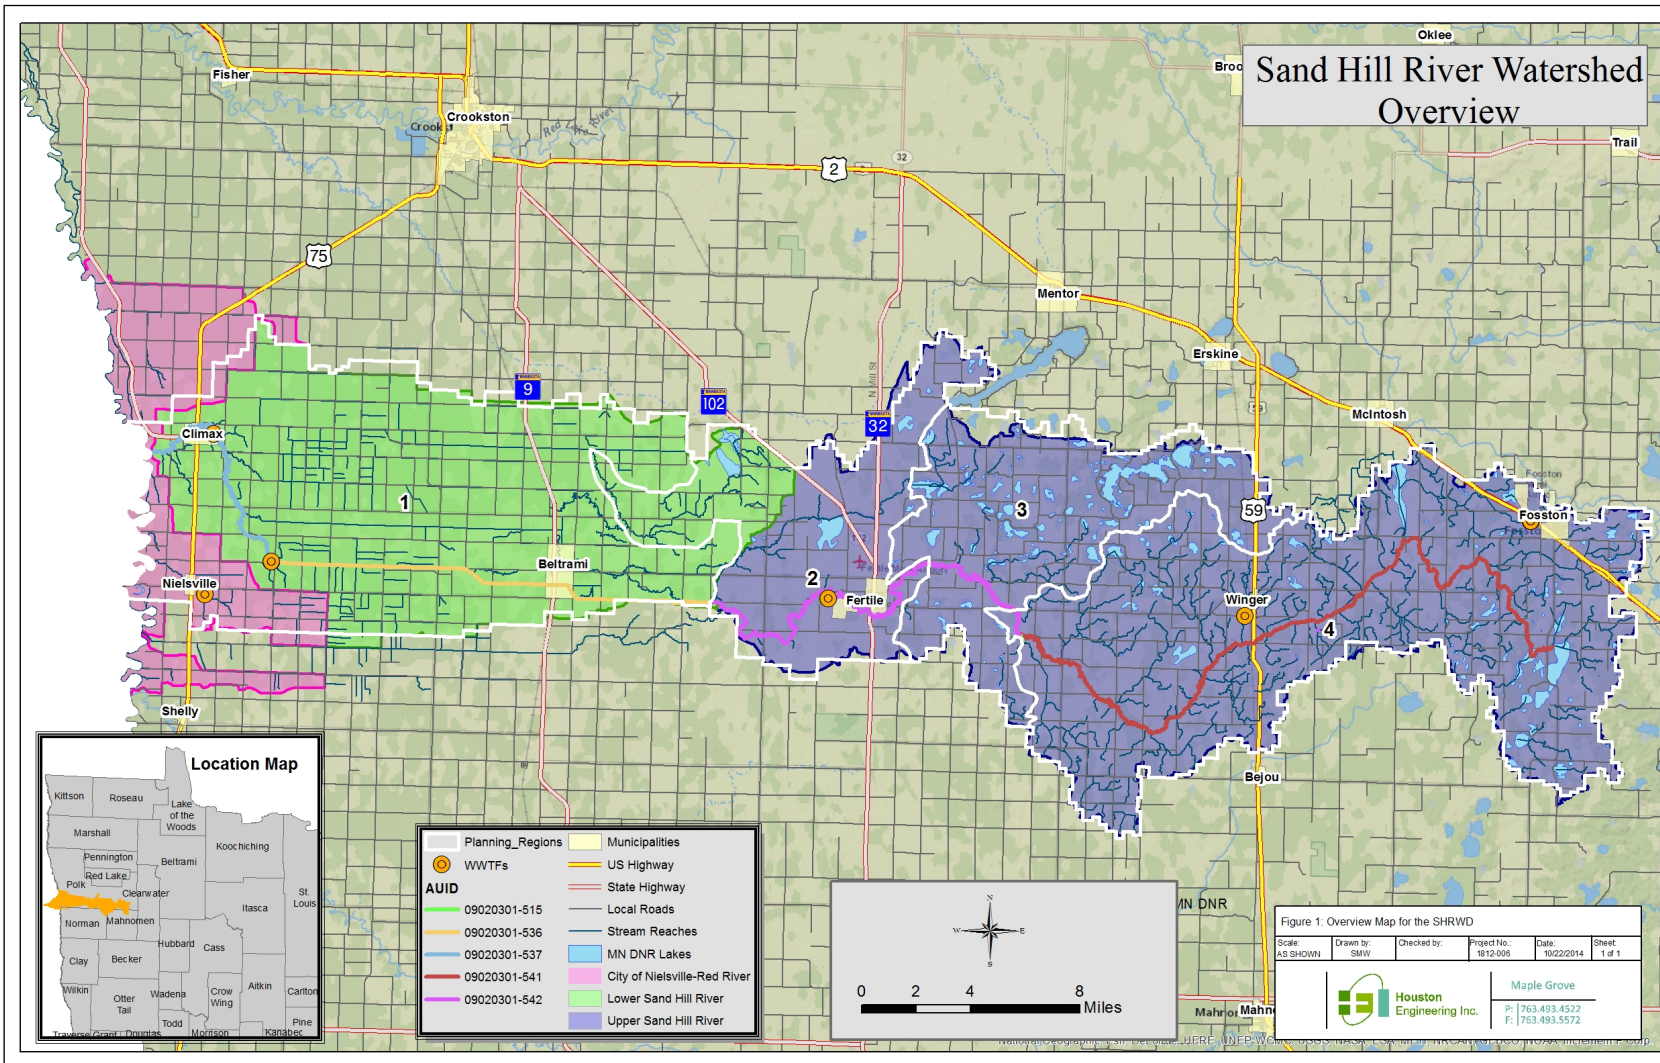 Sand Hill River Watershed
Overview
Oklee
Fisher
Broo
Crookston
Crookst
Red Lake River
Trail
2
32
75
Mentor
Erskine
59
McIntosh
9
102
32
N Mill St
Climax
1
3
59
Fosston
Fosston
Beltrami
Nielsville
2
Fertile
Winger
4
Shelly
Bejou
Location Map
Kittson
Roseau
Lake
of the
Woods
Marshall
Koochiching
Pennington
Beltrami
Red Lake
Polk
Clearwater
St.
Louis
Itasca
Norman
Mahnomen
Hubbard
Cass
Clay
Becker
Wilkin
Otter
Tail
Wadena
Crow
Wing
Aitkin
Carlton
Todd
Pine
Traverse
Grant
Douglas
Morrison
Kanabec
Planning_Regions
WWTFs
AUID
09020301-515
09020301-536
09020301-537
09020301-541
09020301-542
Municipalities
US Highway
State Highway
Local Roads
Stream Reaches
MN DNR Lakes
City of Nielsville-Red River
Lower Sand Hill River
Upper Sand Hill River
N
W
E
S
0 2 4 8
Miles
MN DNR
Mahnor
Mahn
Figure 1: Overview Map for the SHRWD
Scale:
AS SHOWN
Drawn by:
SMW
Checked by:
Project No.:
1812-006
Date:
10/22/2014
Sheet:
1 of 1
Houston
Engineering Inc.
Maple Grove
P: 763.493.4522
F: 763.493.5572